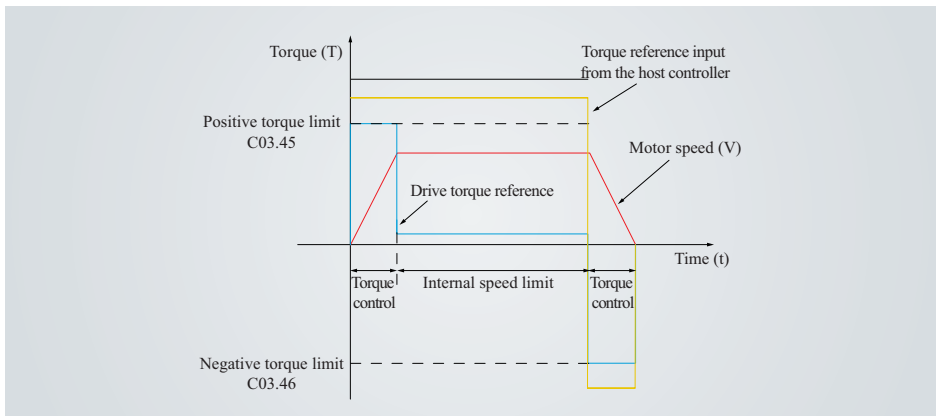 Torque (T)
Torque reference input
from the host controller
Positive torque limit
C03.45
Motor speed (V)
Drive torque reference
Time (t)
Torque
control
Internal speed limit
Torque
control
Negative torque limit
C03.46